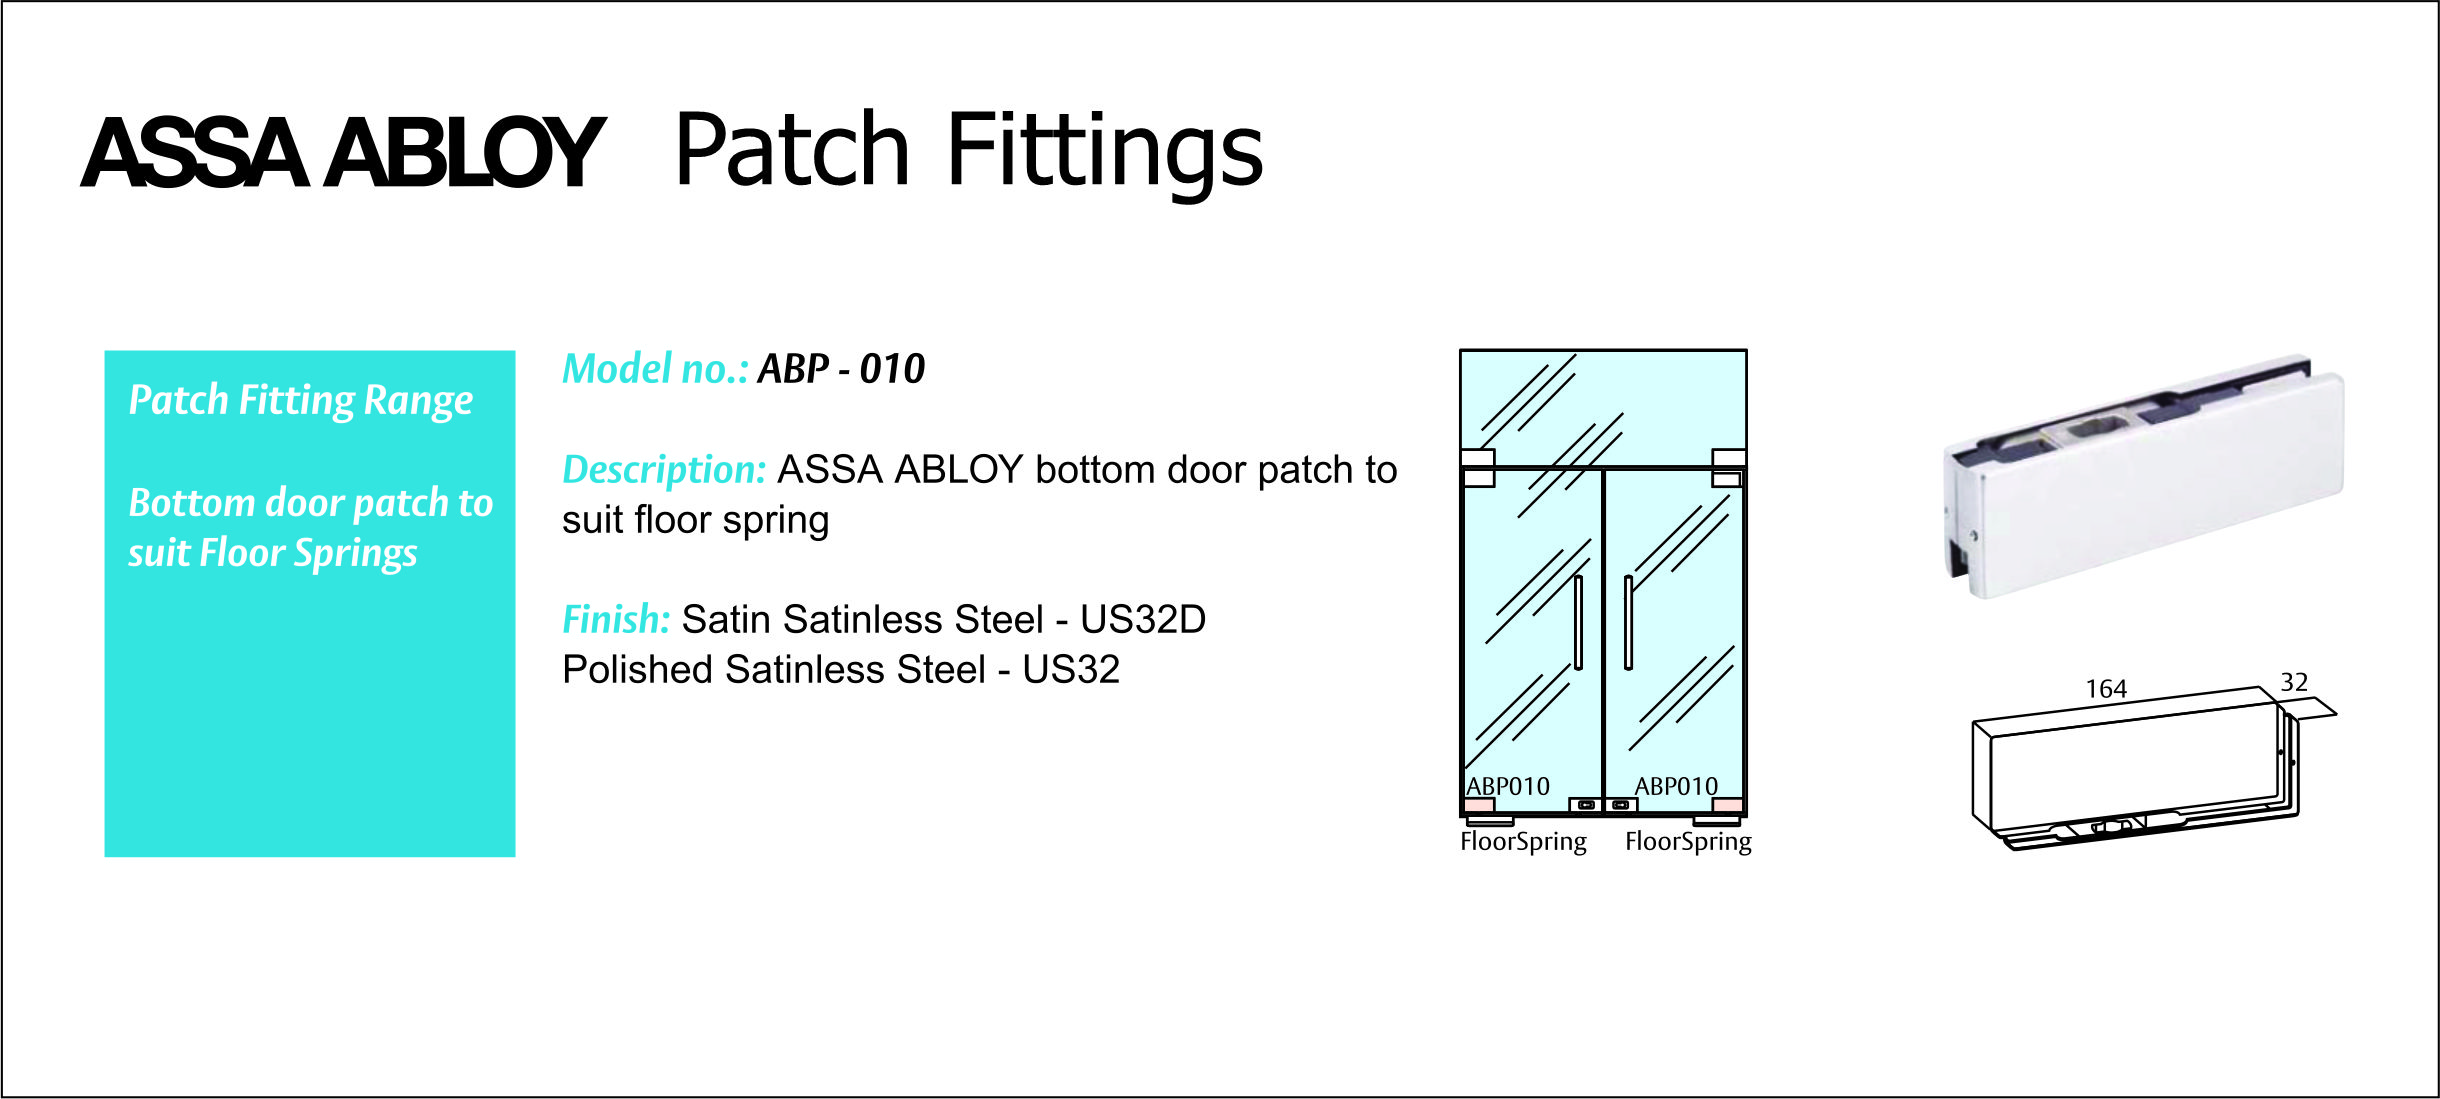 ASSA ABLOY Patch Fittings
Patch Fitting Range
Bottom door patch to
suit Floor Springs
Model no.: ABP - 010
Description: ASSA ABLOY bottom door patch to
suit floor spring
Finish: Satin Satinless Steel - US32D
Polished Satinless Steel - US32
ABP010 ABP010
FloorSpring FloorSpring
164 32